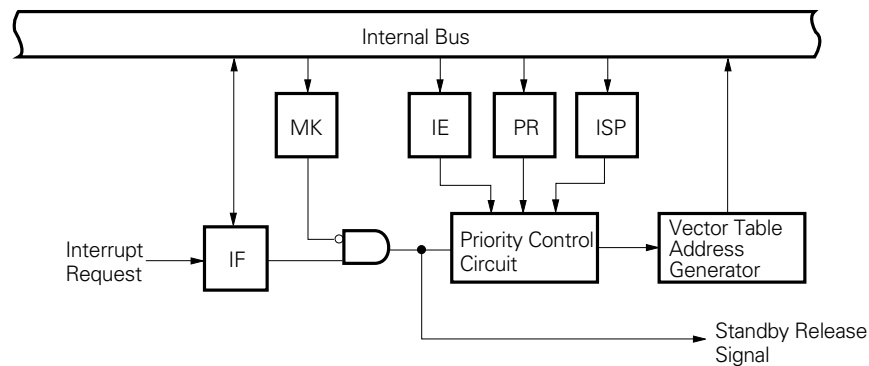 Internal Bus
MK
IE
PR
ISP
Interrupt
Request
IF
Priority Control
Circuit
Vector Table
Address
Generator
Standby Release
Signal